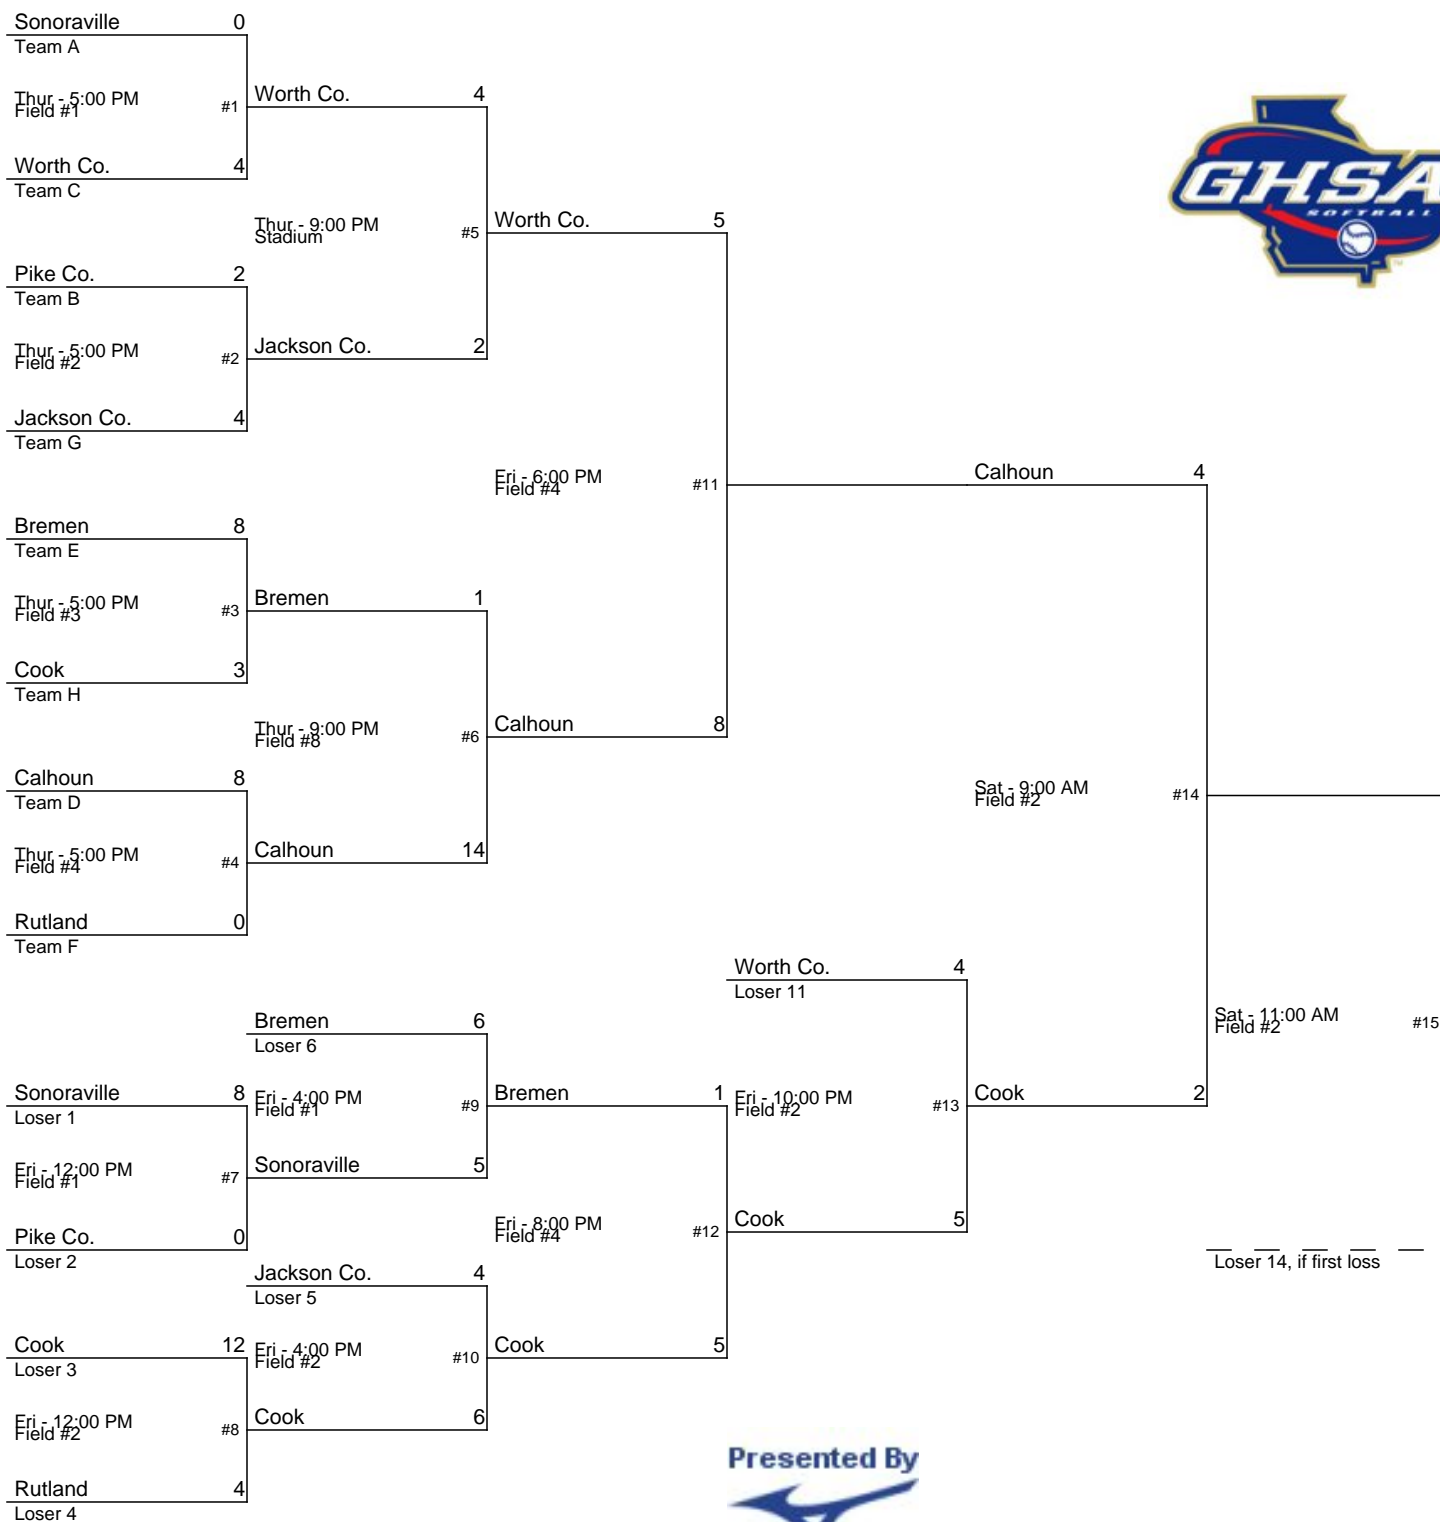 Sonoraville 0
Team A
Thur - 5:00 PM
Field #1
#1
Worth Co. 4
Worth Co. 4
Team C
Thur - 9:00 PM
Stadium
#5
Worth Co. 5
Pike Co. 2
Team B
Thur - 5:00 PM
Field #2
#2
Jackson Co. 2
Jackson Co. 4
Team G
Fri - 6:00 PM
Field #4
#11
Calhoun 4
Bremen 8
Team E
Thur - 5:00 PM
Field #3
#3
Bremen 1
Cook 3
Team H
Thur - 9:00 PM
Field #8
#6
Calhoun 8
Calhoun 8
Team D
Thur - 5:00 PM
Field #4
#4
Calhoun 14
Rutland 0
Team F
Sat - 9:00 AM
Field #2
#14
Worth Co. 4
Loser 11
Bremen 6
Loser 6
Sat - 11:00 AM
Field #2
#15
Sonoraville 8
Loser 1
Fri - 4:00 PM
Field #1
#9
Bremen 1
Fri - 10:00 PM
Field #2
#13
Cook 2
Fri - 12:00 PM
Field #1
#7
Sonoraville 5
Pike Co. 0
Loser 2
Fri - 8:00 PM
Field #4
#12
Cook 5
Jackson Co. 4
Loser 5
Loser 14, if first loss
Cook 12
Loser 3
Fri - 4:00 PM
Field #2
#10
Cook 5
Fri - 12:00 PM
Field #2
#8
Cook 6
Rutland 4
Loser 4
GHSA
SOFTBALL
TM
Presented By